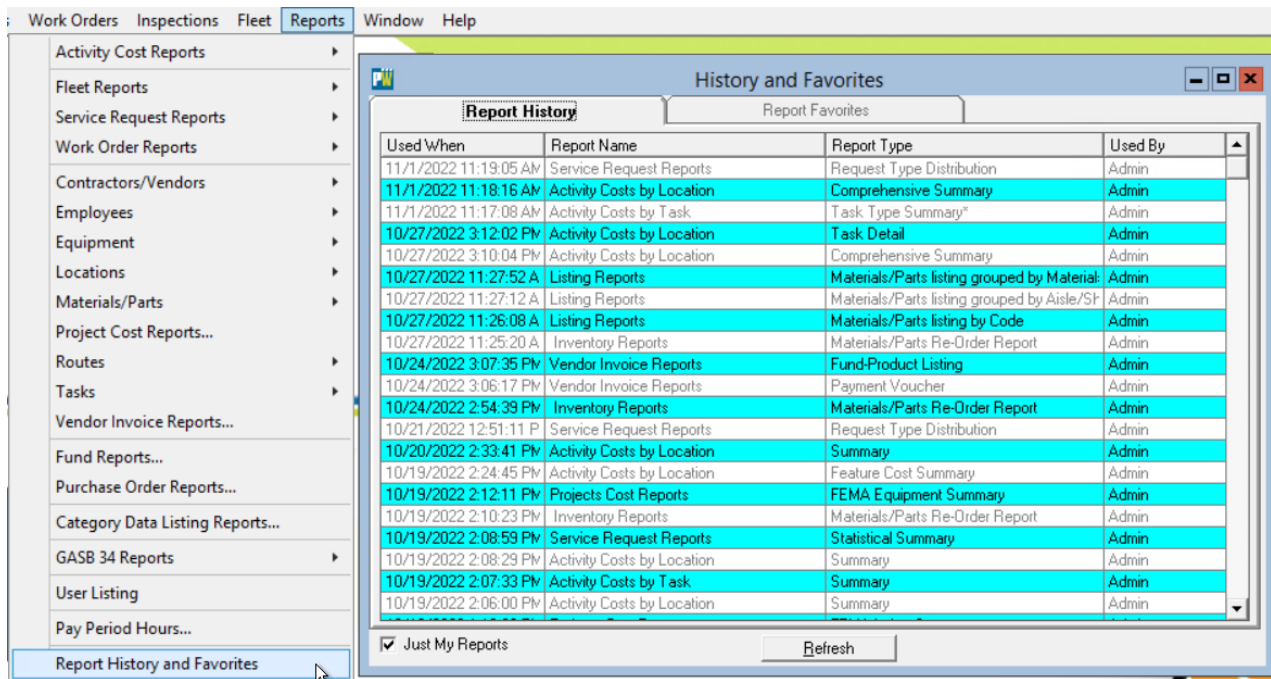 Work Orders Inspections Fleet Reports Window Help
Activity Cost Reports
Fleet Reports
Service Request Reports
Work Order Reports
Contractors/Vendors
Employees
Equipment
Locations
Materials/Parts
Project Cost Reports...
Routes
Tasks
Vendor Invoice Reports...
Fund Reports...
Purchase Order Reports...
Category Data Listing Reports...
GASB 34 Reports
User Listing
Pay Period Hours...
Report History and Favorites
PW History and Favorites
Report History Report Favorites
Used When Report Name Report Type Used By
11/1/2022 11:19:05 AM Service Request Reports Request Type Distribution Admin
11/1/2022 11:18:16 AM Activity Costs by Location Comprehensive Summary Admin
11/1/2022 11:17:08 AM Activity Costs by Task Task Type Summary* Admin
10/27/2022 3:12:02 PM Activity Costs by Location Task Detail Admin
10/27/2022 3:10:04 PM Activity Costs by Location Comprehensive Summary Admin
10/27/2022 11:27:52 A Listing Reports Materials/Parts listing grouped by Material: Admin
10/27/2022 11:27:12 A Listing Reports Materials/Parts listing grouped by Aisle/Sh Admin
10/27/2022 11:26:08 A Listing Reports Materials/Parts listing by Code Admin
10/27/2022 11:25:20 A Inventory Reports Materials/Parts Re-Order Report Admin
10/24/2022 3:07:35 PM Vendor Invoice Reports Fund-Product Listing Admin
10/24/2022 3:06:17 PM Vendor Invoice Reports Payment Voucher Admin
10/24/2022 2:54:39 PM Inventory Reports Materials/Parts Re-Order Report Admin
10/21/2022 12:51:11 P Service Request Reports Request Type Distribution Admin
10/20/2022 2:33:41 PM Activity Costs by Location Summary Admin
10/19/2022 2:24:45 PM Activity Costs by Location Feature Cost Summary Admin
10/19/2022 2:12:11 PM Projects Cost Reports FEMA Equipment Summary Admin
10/19/2022 2:10:23 PM Inventory Reports Materials/Parts Re-Order Report Admin
10/19/2022 2:08:59 PM Service Request Reports Statistical Summary Admin
10/19/2022 2:08:29 PM Activity Costs by Location Summary Admin
10/19/2022 2:07:33 PM Activity Costs by Task Summary Admin
10/19/2022 2:06:00 PM Activity Costs by Location Summary Admin
Just My Reports Refresh